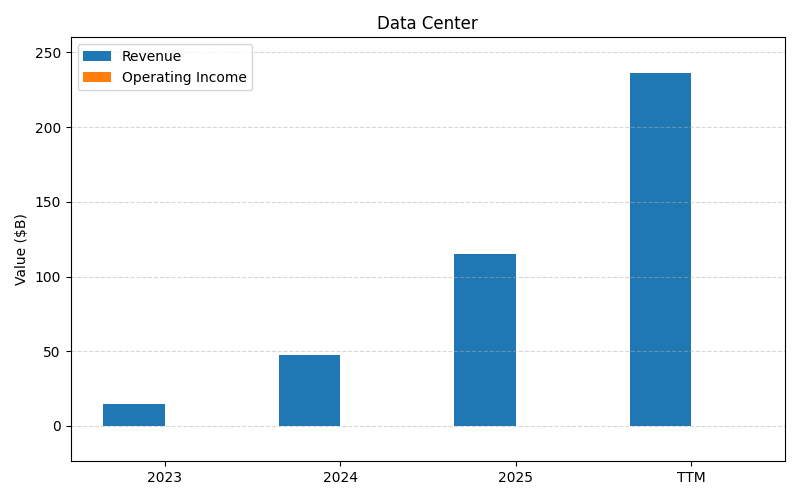 Data Center
Revenue
Operating Income
Value ($B)
250
200
150
100
50
0
2023 2024 2025 TTM